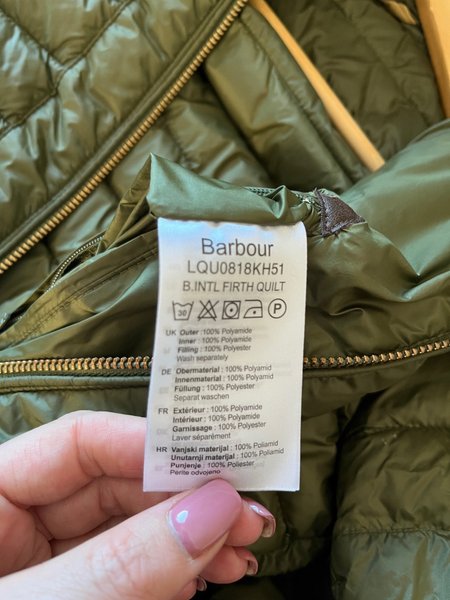 Barbour
LQU0818KH51
B.INTL FIRTH QUILT
30 P
UK Outer : 100% Polyamide
Inner : 100% Polyamide
Filling : 100% Polyester
Wash separately
DE Obermaterial : 100% Polyamid
Innenmaterial : 100% Polyamid
Füllen : 100% Polyester
Separat waschen
FR Extérieur : 100% Polyamide
Intérieur : 100% Polyamide
Garnissage : 100% Polyester
Laver séparément
HR Vanjski materijal : 100% Poliamid
Unutarnji materijal : 100% Poliamid
Punjenje : 100% Poliester
Perite odvojeno